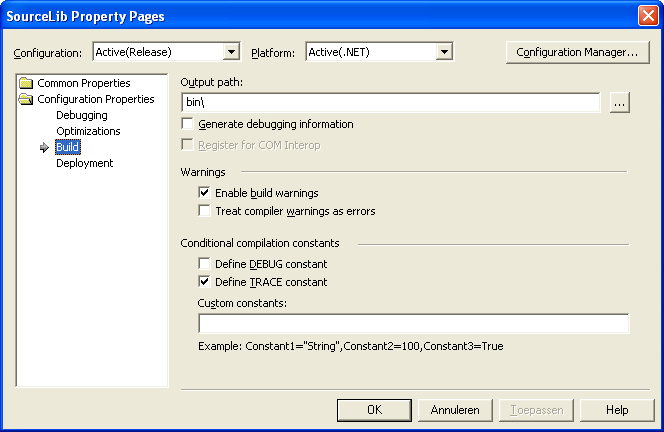 SourceLib Property Pages
Configuration: Active(Release) Platform: Active(.NET) Configuration Manager...
Common Properties
Configuration Properties
Debugging
Optimizations
Build
Deployment
Output path:
bin\
...
Generate debugging information
Register for COM Interop
Warnings
Enable build warnings
Treat compiler warnings as errors
Conditional compilation constants
Define DEBUG constant
Define TRACE constant
Custom constants:
Example: Constant1="String",Constant2=100,Constant3=True
OK Annuleren Toepassen Help